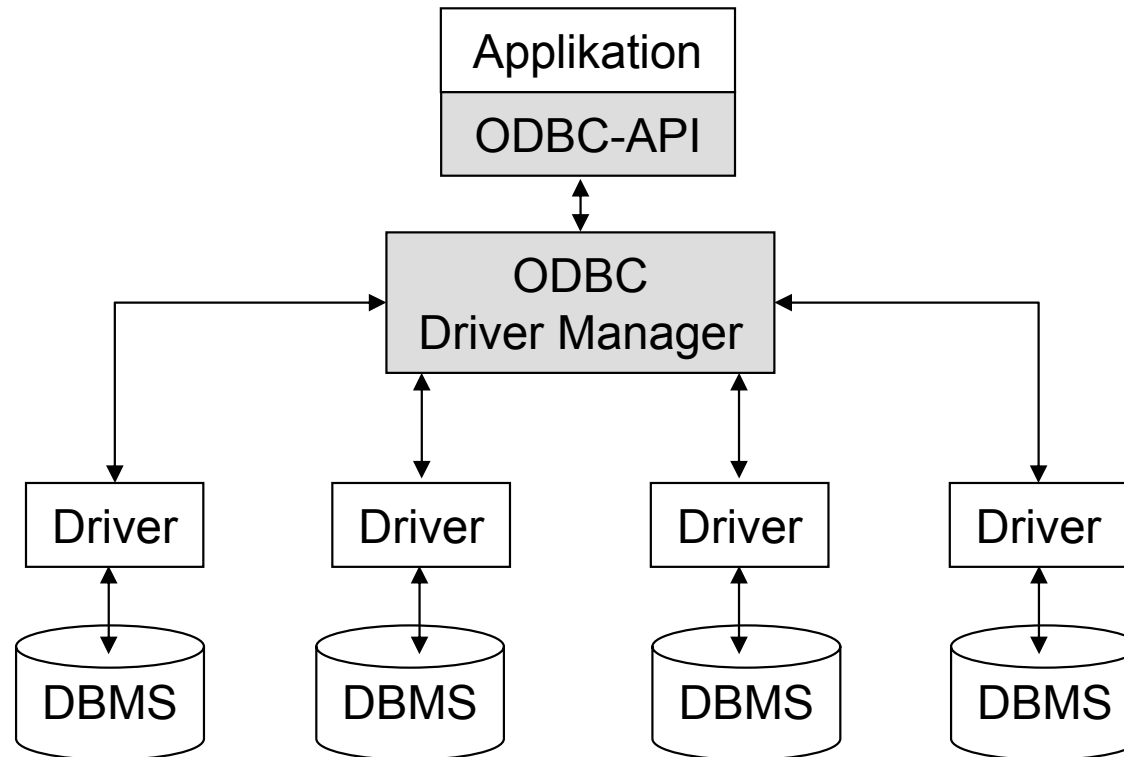 Applikation
ODBC-API
ODBC
Driver Manager
Driver
Driver
Driver
Driver
DBMS
DBMS
DBMS
DBMS